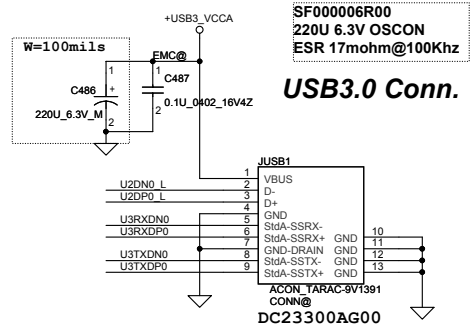 SF000006R00
220U 6.3V OSCON
ESR 17mohm@100Khz
USB3.0 Conn.
+USB3_VCCA
W=100mils
EMC@
1
C486
+
220U_6.3V_M
2
1
C487
0.1U_0402_16V4Z
2
JUSB1
1 VBUS
U2DN0_L 2 D-
U2DP0_L 3 D+
4 GND
U3RXDN0 5 StdA-SSRX-
U3RXDP0 6 StdA-SSRX+ GND 10
7 GND-DRAIN GND 11
U3TXDN0 8 StdA-SSTX- GND 12
U3TXDP0 9 StdA-SSTX+ GND 13
ACON_TARAC-9V1391
CONN@
DC23300AG00